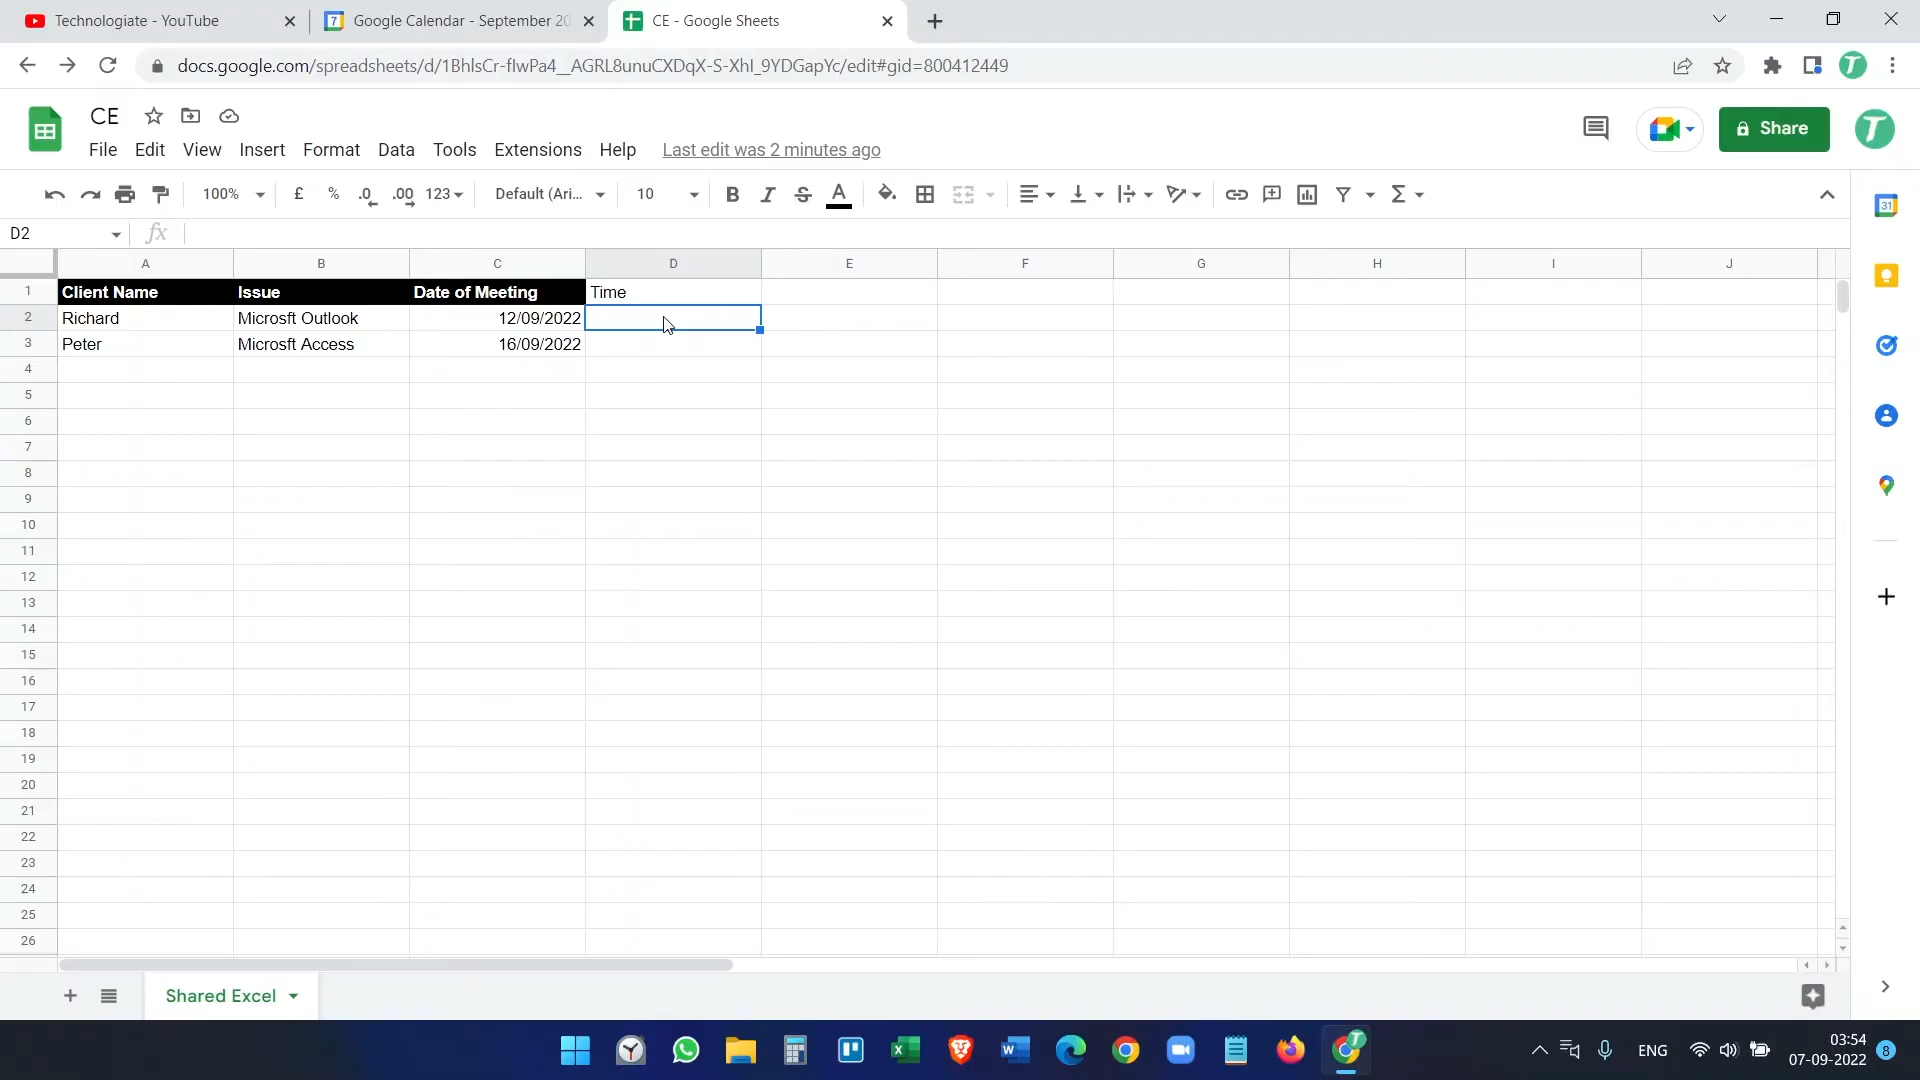 Technologiate - YouTube
Google Calendar - September 20
CE - Google Sheets
docs.google.com/spreadsheets/d/1BhlsCr-fIwPa4__AGRL8unuCXDqX-S-XhI_9YDGapYc/edit#gid=800412449
CE
File Edit View Insert Format Data Tools Extensions Help Last edit was 2 minutes ago
Share
100% £ % .0 .00 123 Default (Ari... 10 B I S A
D2 fx
A B C D E F G H I J
1 Client Name Issue Date of Meeting Time
2 Richard Microsft Outlook 12/09/2022
3 Peter Microsft Access 16/09/2022
4
5
6
7
8
9
10
11
12
13
14
15
16
17
18
19
20
21
22
23
24
25
26
Shared Excel
ENG 03:54
07-09-2022 8